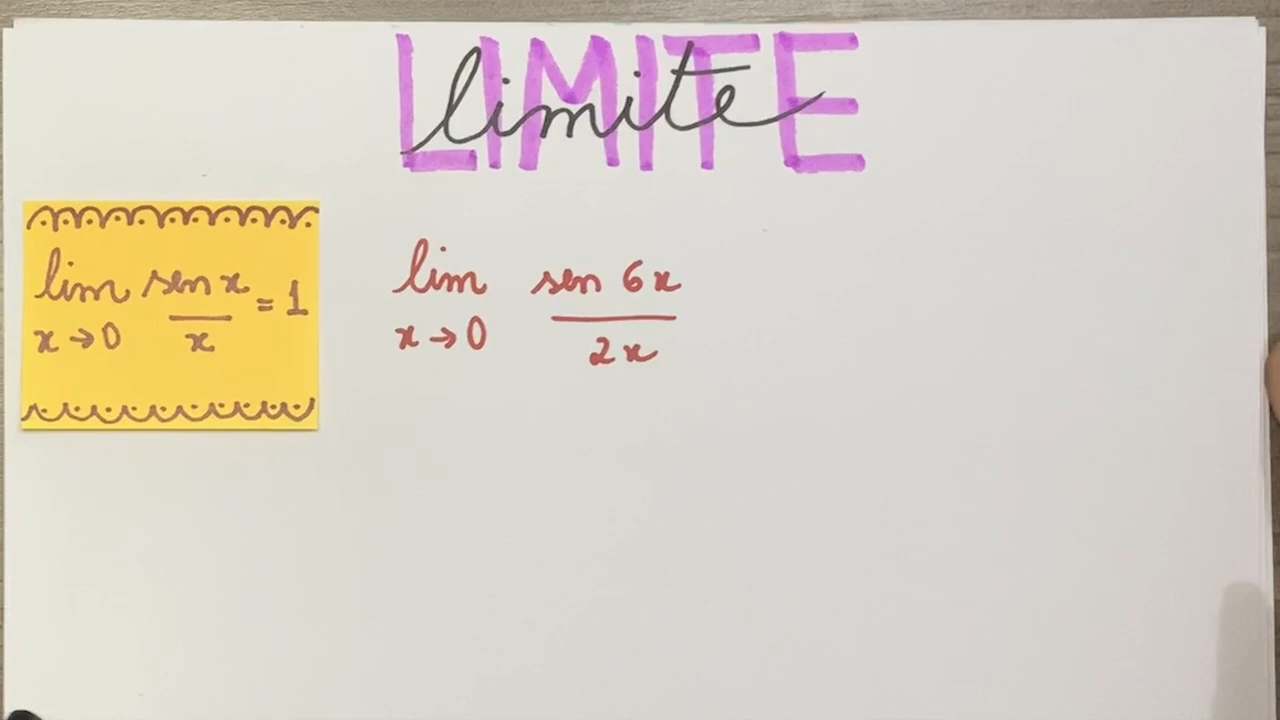 LIMITE
limite
lim sen x
x→0 x = 1
lim sen 6x
x→0 2x